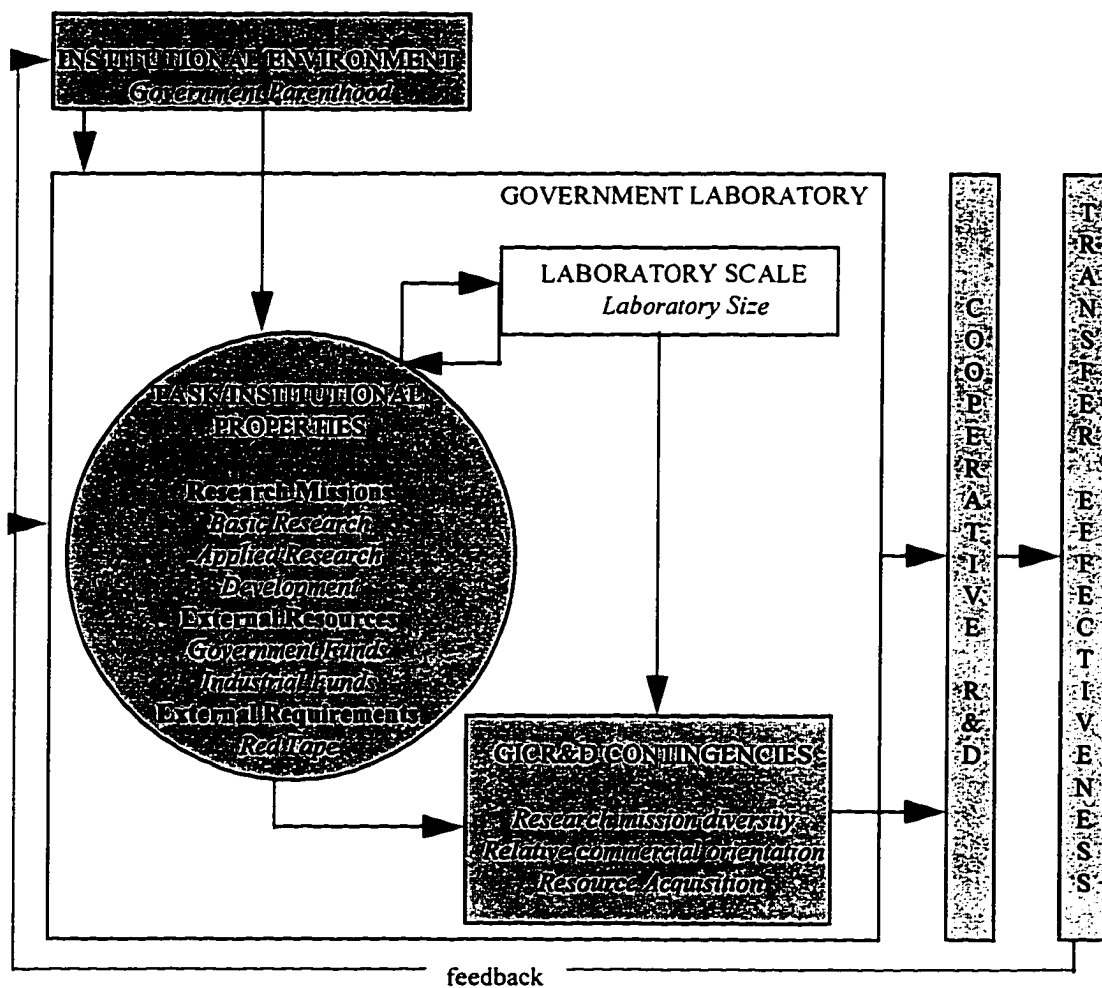 INSTITUTIONAL ENVIRONMENT
Government Parenthood
GOVERNMENT LABORATORY
LABORATORY SCALE
Laboratory Size
TASK/INSTITUTIONAL
PROPERTIES
Research Missions
Basic Research
Applied Research
Development
External Resources
Government Funds
Industrial Funds
External Requirements
Red Tape
GICR&D CONTINGENCIES
Research mission diversity
Relative commercial orientation
Resource Acquisition
COOPERATIVE R&D
TRANSFER EFFECTIVENESS
feedback